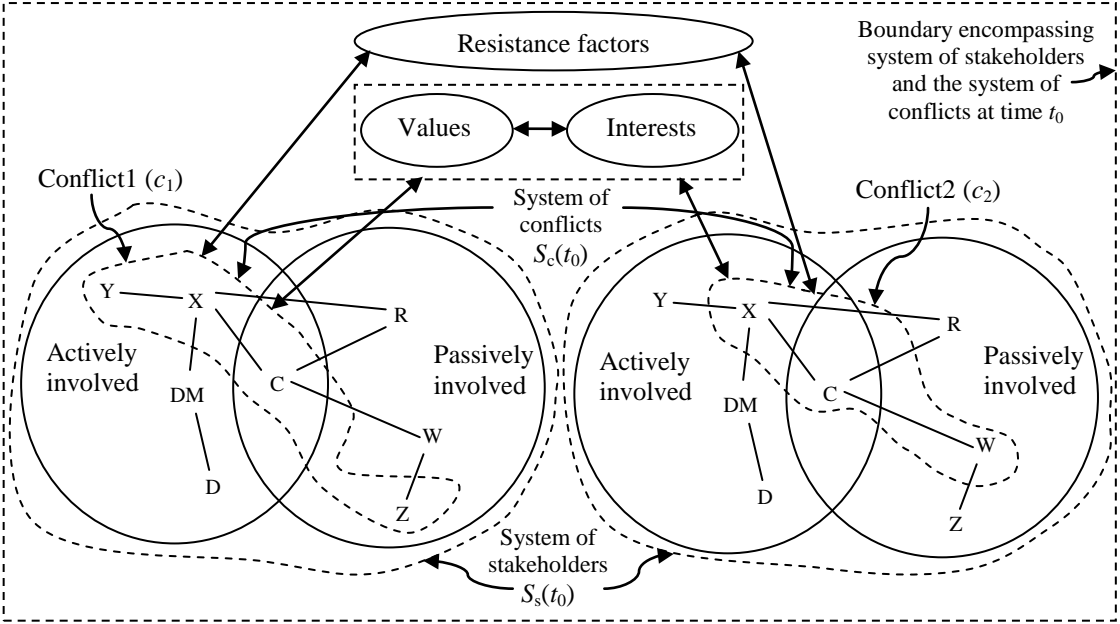 Resistance factors
Boundary encompassing
system of stakeholders
and the system of
conflicts at time t₀
Values
Interests
Conflict1 (c₁)
System of
conflicts
Sc(t₀)
Conflict2 (c₂)
Y
X
R
Actively
involved
Passively
involved
DM
C
W
D
Z
Y
X
R
Actively
involved
Passively
involved
DM
C
W
D
Z
System of
stakeholders
Ss(t₀)